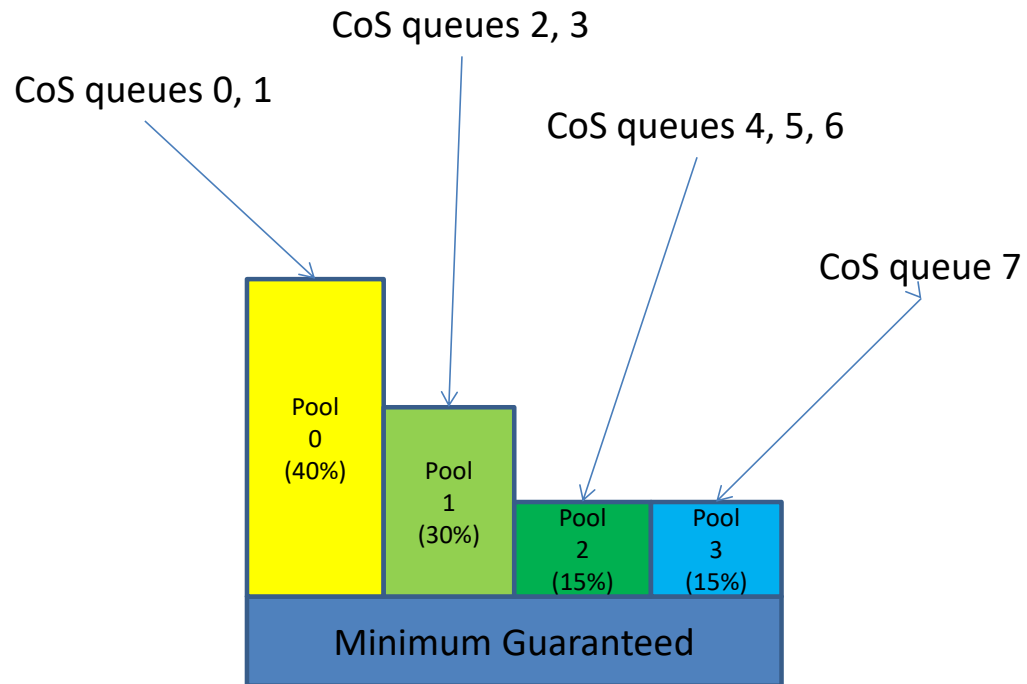 CoS queues 2, 3
CoS queues 0, 1
CoS queues 4, 5, 6
CoS queue 7
Pool
0
(40%)
Pool
1
(30%)
Pool
2
(15%)
Pool
3
(15%)
Minimum Guaranteed